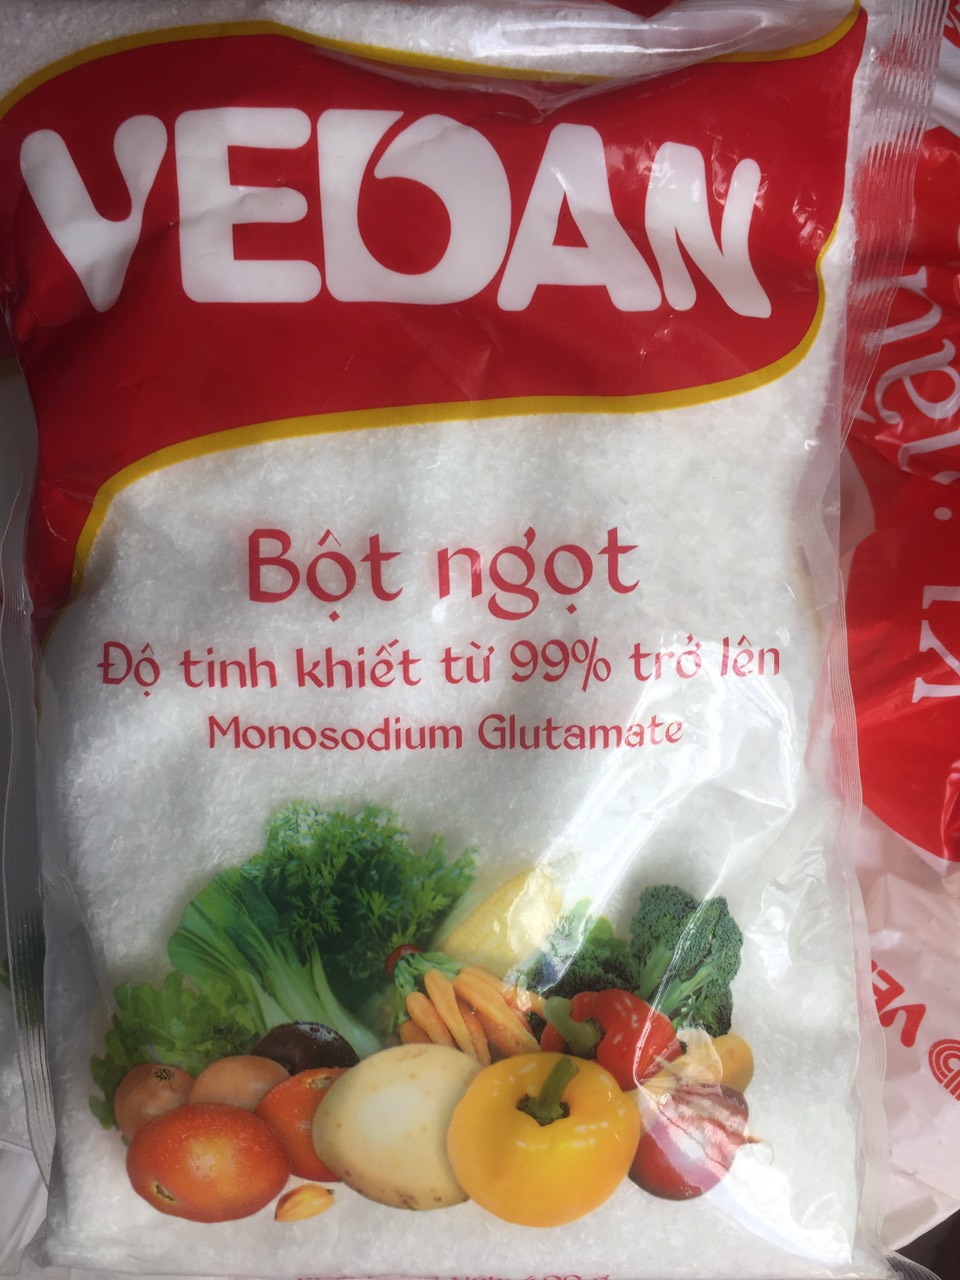 VEDAN
Bột ngọt
Độ tinh khiết từ 99% trở lên
Monosodium Glutamate